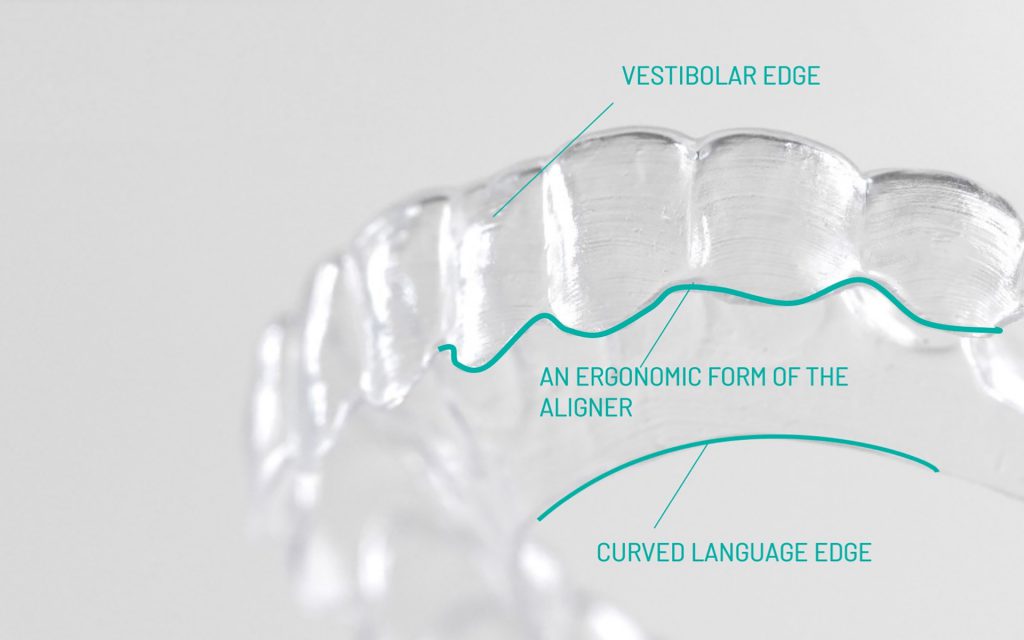 VESTIBOLAR EDGE
AN ERGONOMIC FORM OF THE
ALIGNER
CURVED LANGUAGE EDGE